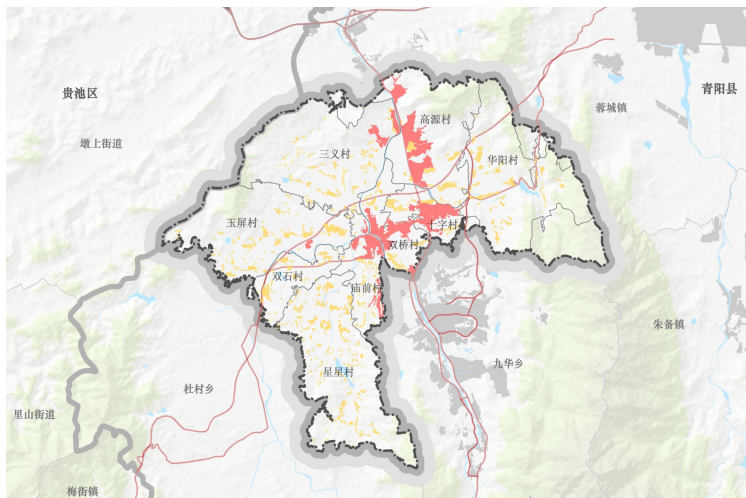 贵池区
青阳县
蓉城镇
高源村
墩上街道
三义村
华阳村
玉屏村
十字村
双桥村
双石村
庙前村
朱备镇
九华乡
星星村
杜村乡
里山街道
梅街镇